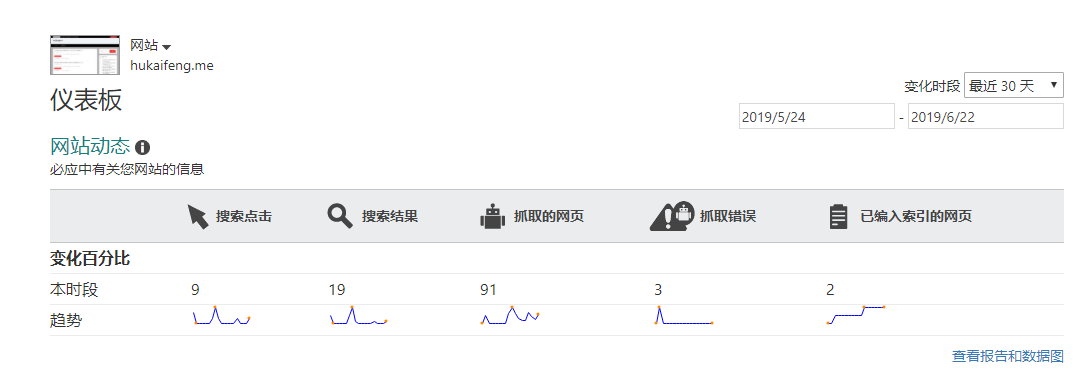 网站
hukaifeng.me
仪表板
变化时段 最近 30 天
2019/5/24 - 2019/6/22
网站动态
必应中有关您网站的信息
搜索点击 搜索结果 抓取的网页 抓取错误 已编入索引的网页
变化百分比
本时段 9 19 91 3 2
趋势
查看报告和数据图